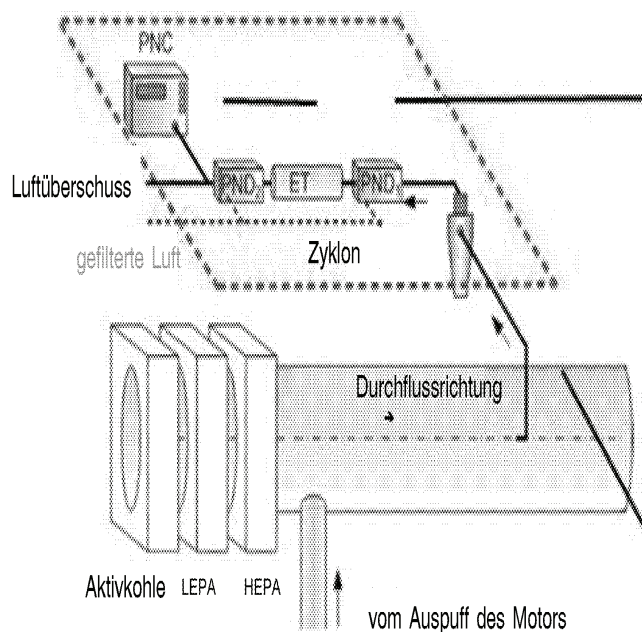 PNC
Luftüberschuss
PND
ET
PND
gefilterte Luft
Zyklon
Durchflussrichtung
Aktivkohle
LEPA
HEPA
vom Auspuff des Motors